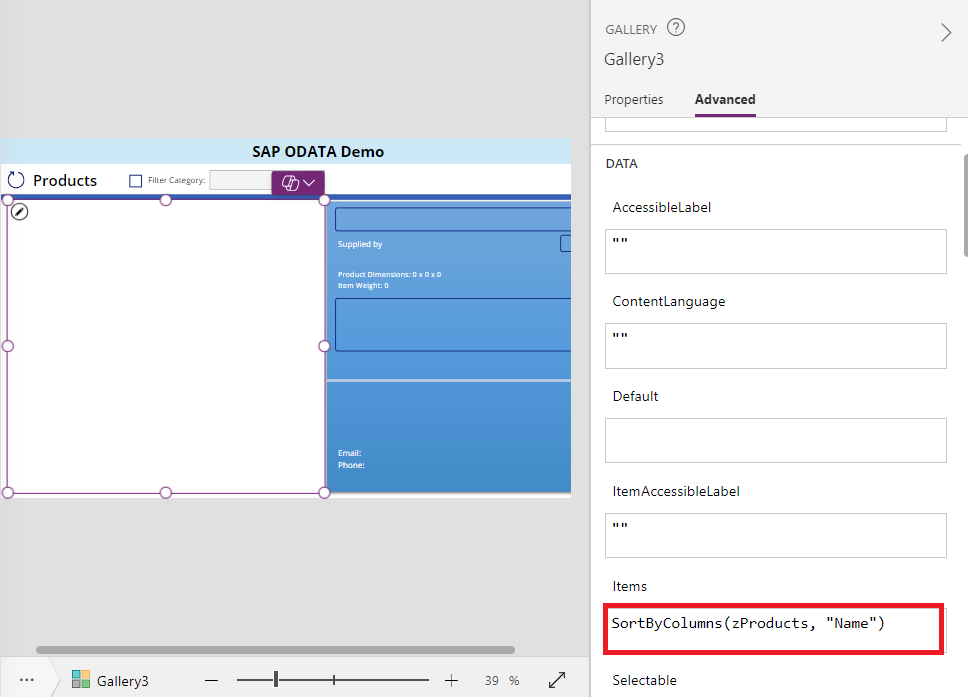 SAP ODATA Demo
Products
Filter Category:
Supplied by
Product Dimensions: 0 x 0 x 0
Item Weight: 0
Email:
Phone:
... Gallery3
39 %
GALLERY ?
Gallery3
Properties Advanced
DATA
AccessibleLabel
""
ContentLanguage
""
Default
ItemAccessibleLabel
""
Items
SortByColumns(zProducts, "Name")
Selectable